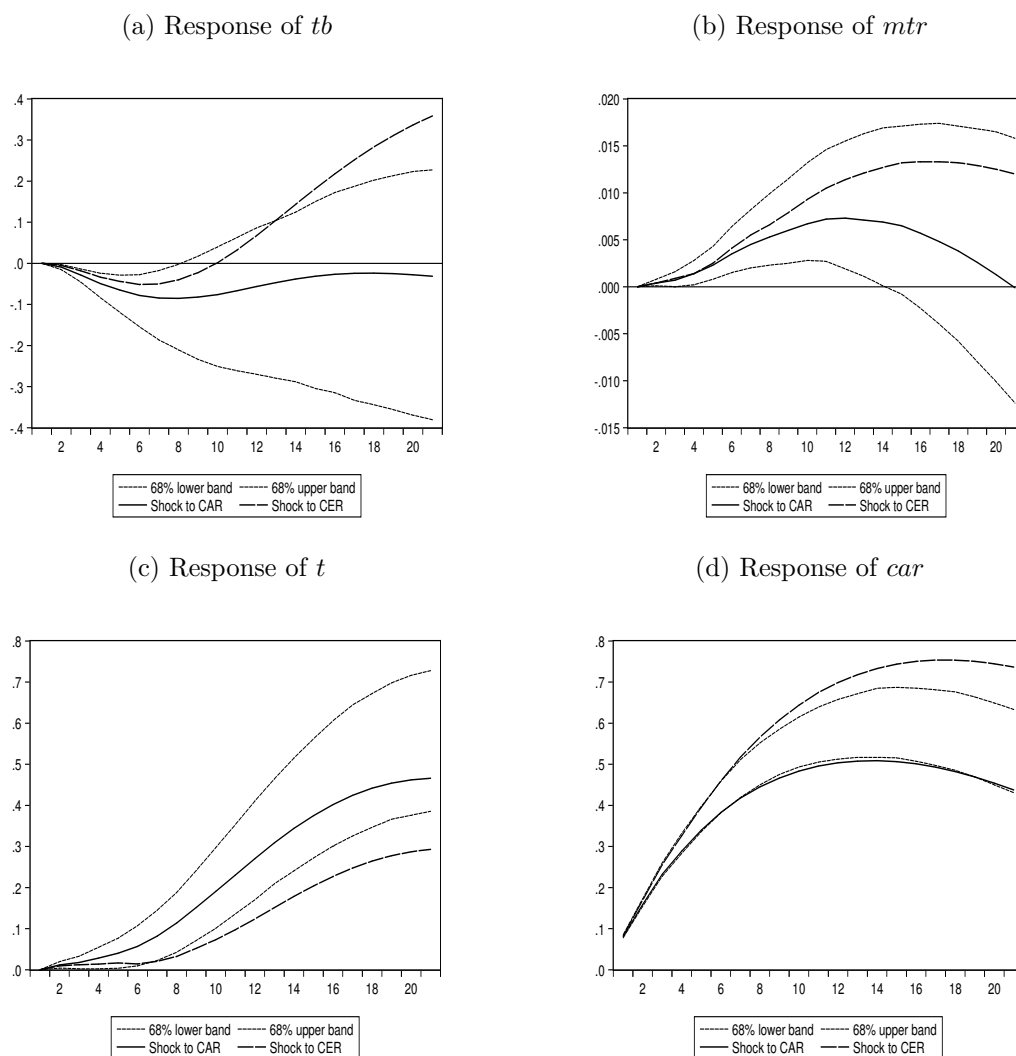 (a) Response of tb
(b) Response of mtr
.4
.3
.2
.1
.0
-.1
-.2
-.3
-.4
2 4 6 8 10 12 14 16 18 20
68% lower band 68% upper band
Shock to CAR Shock to CER
.020
.015
.010
.005
.000
-.005
-.010
-.015
2 4 6 8 10 12 14 16 18 20
68% lower band 68% upper band
Shock to CAR Shock to CER
(c) Response of t
(d) Response of car
.8
.7
.6
.5
.4
.3
.2
.1
.0
2 4 6 8 10 12 14 16 18 20
68% lower band 68% upper band
Shock to CAR Shock to CER
.8
.7
.6
.5
.4
.3
.2
.1
.0
2 4 6 8 10 12 14 16 18 20
68% lower band 68% upper band
Shock to CAR Shock to CER